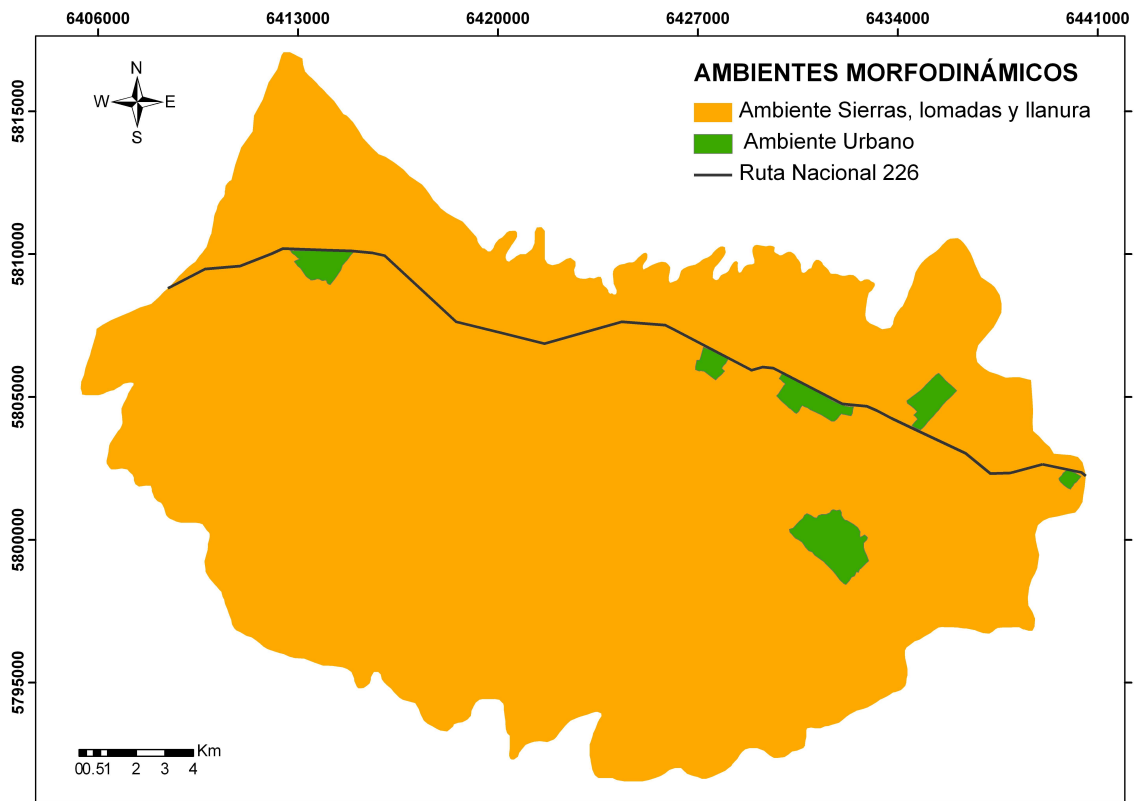 6406000 6413000 6420000 6427000 6434000 6441000
N
W E
S
AMBIENTES MORFODINÁMICOS
Ambiente Sierras, lomadas y llanura
Ambiente Urbano
Ruta Nacional 226
5815000
5810000
5805000
5800000
5795000
Km
00.51 2 3 4